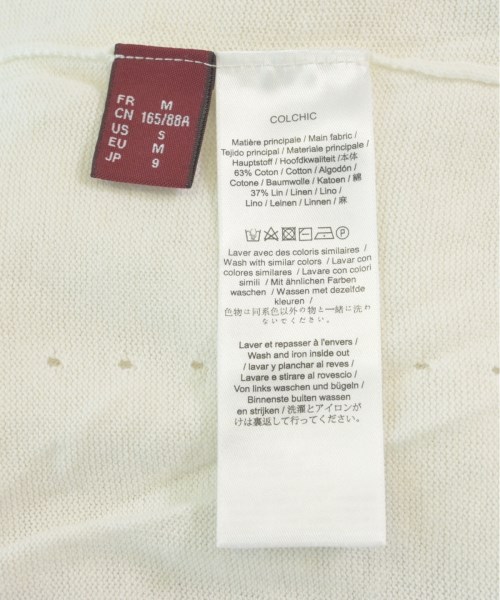 FR M
CN 165/88A
US S
EU M
JP 9
COLCHIC
Matière principale / Main fabric /
Tejido principal / Materiale principale /
Hauptstoff / Hoofdkwaliteit /本体
63% Coton / Cotton / Algodón /
Cotone / Baumwolle / Katoen / 綿
37% Lin / Linen / Lino /
Lino / Leinen / Linnen / 麻
Laver avec des coloris similaires /
Wash with similar colors / Lavar con
colores similares / Lavare con colori
simili / Mit ähnlichen Farben
waschen / Wassen met dezelfde
kleuren /
色物は同系色以外の物と一緒に洗わ
ないでください。
Laver et repasser à l'envers /
Wash and iron inside out
/ lavar y planchar al reves /
Lavare e stirare al rovescio /
Von links waschen und bügeln /
Binnenste buiten wassen
en strijken / 洗濯とアイロンが
けは裏返して行ってください。